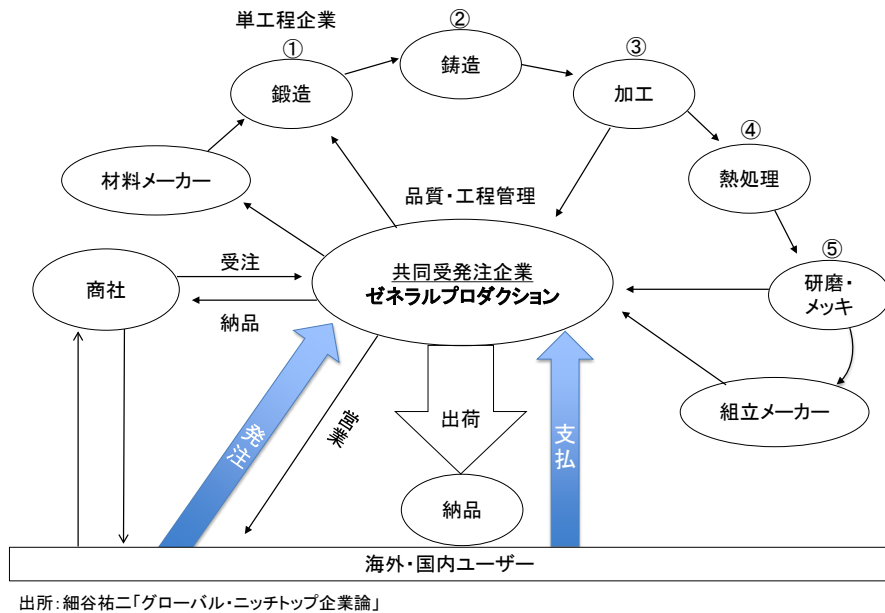 単工程企業
①
鍛造
②
鋳造
③
加工
④
熱処理
⑤
研磨・
メッキ
組立メーカー
材料メーカー
品質・工程管理
共同受発注企業
ゼネラルプロダクション
商社
受注
納品
発注
営業
出荷
支払
納品
海外・国内ユーザー
出所：細谷祐二「グローバル・ニッチトップ企業論」